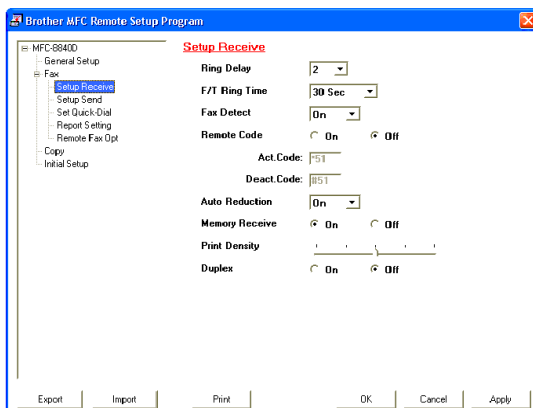 Brother MFC Remote Setup Program
MFC-8840D
General Setup
Fax
Setup Receive
Setup Send
Set Quick-Dial
Report Setting
Remote Fax Opt
Copy
Initial Setup
Setup Receive
Ring Delay 2
F/T Ring Time 30 Sec
Fax Detect On
Remote Code On Off
Act.Code: *51
Deact.Code: #51
Auto Reduction On
Memory Receive On Off
Print Density
Duplex On Off
Export Import Print OK Cancel Apply